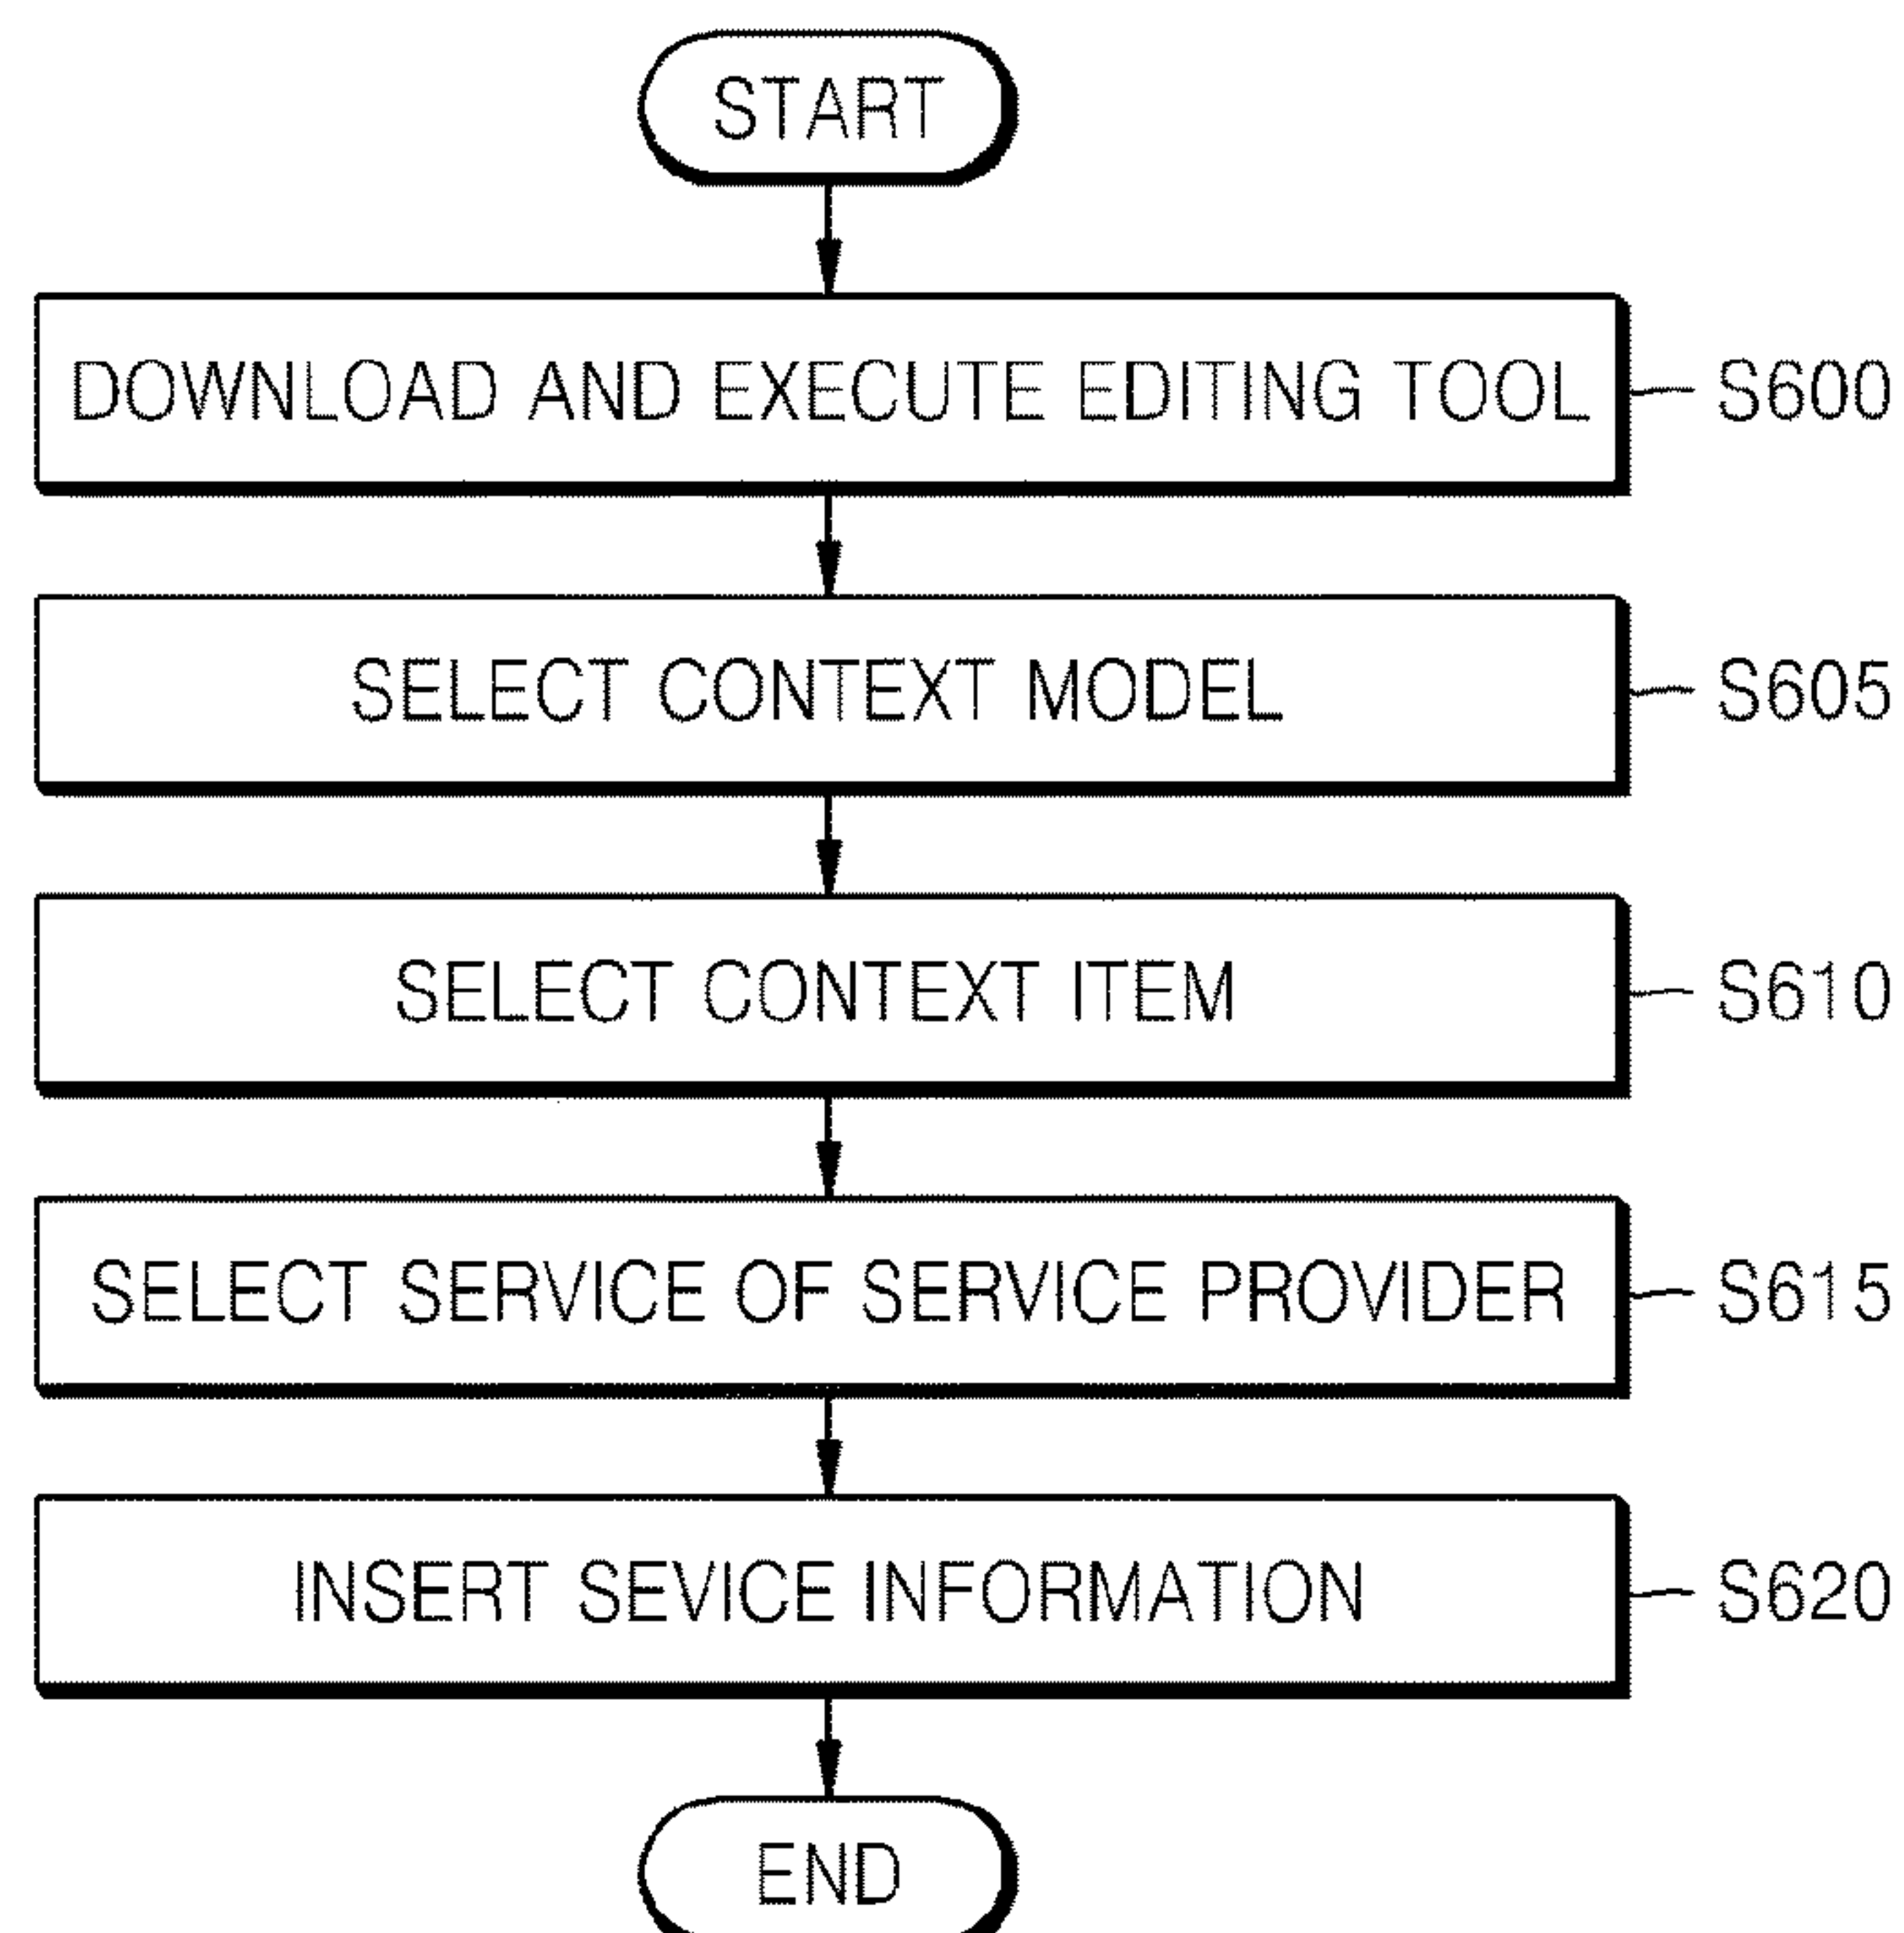 START
DOWNLOAD AND EXECUTE EDITING TOOL S600
SELECT CONTEXT MODEL S605
SELECT CONTEXT ITEM S610
SELECT SERVICE OF SERVICE PROVIDER S615
INSERT SEVICE INFORMATION S620
END